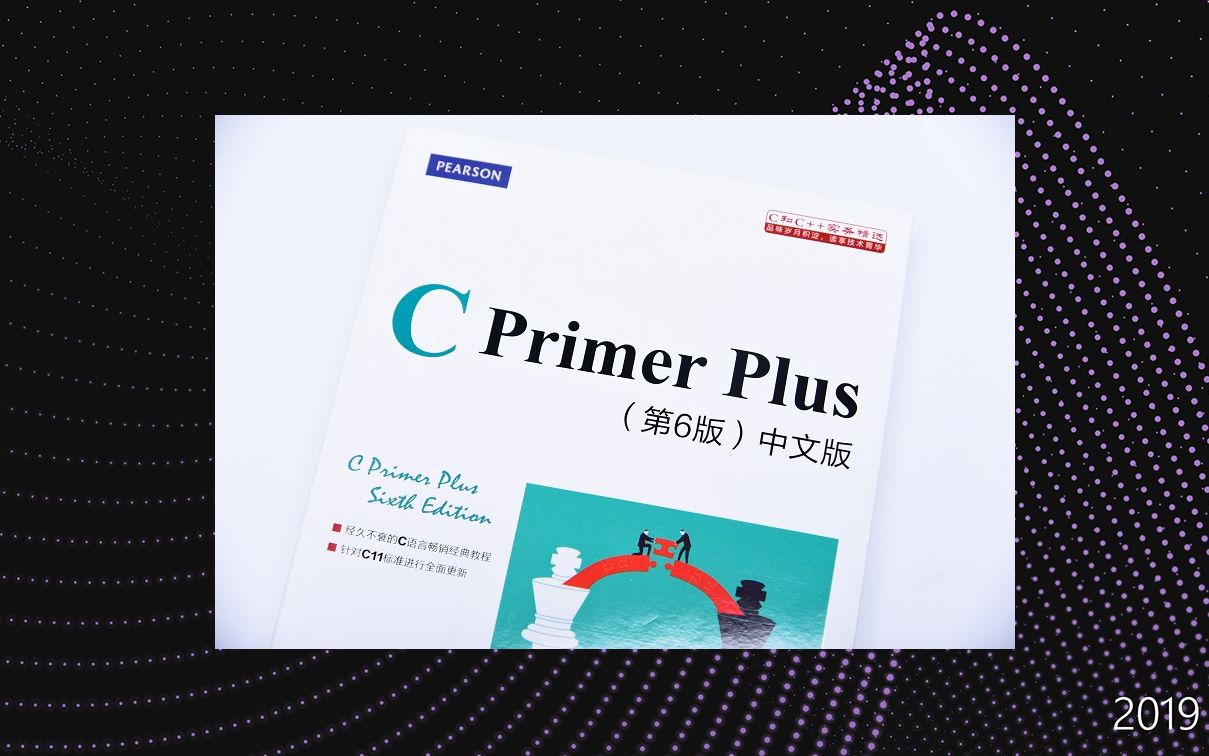 PEARSON
C和C++实务精选
品味岁月积淀，读享技术菁华
C Primer Plus
（第6版）中文版
C Primer Plus
Sixth Edition
■ 经久不衰的C语言畅销经典教程
■ 针对C11标准进行全面更新
2019